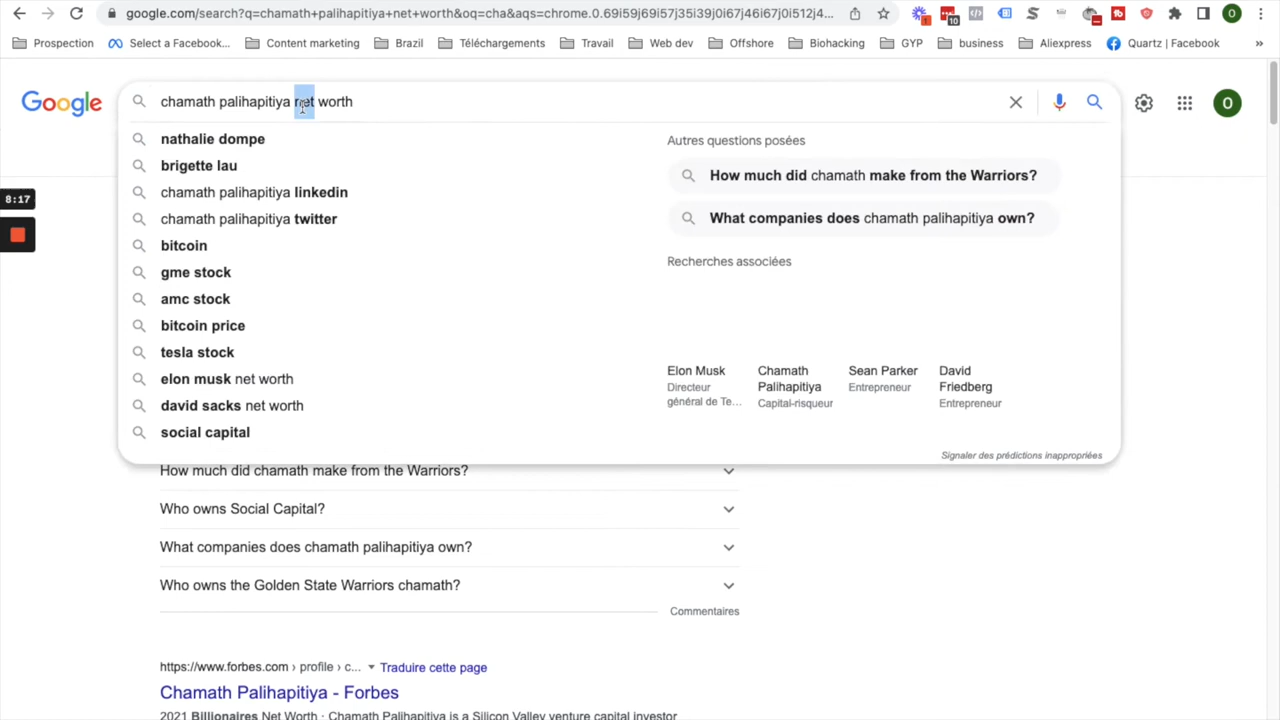 google.com/search?q=chamath+palihapitiya+net+worth&oq=cha&aqs=chrome.0.69i59j69i57j35i39j0i67j46i67j0i512j4...
10
O
Prospection
Select a Facebook...
Content marketing
Brazil
Téléchargements
Travail
Web dev
Offshore
Biohacking
GYP
business
Aliexpress
Quartz | Facebook
»
Google
chamath palihapitiya net worth
O
nathalie dompe
brigette lau
chamath palihapitiya linkedin
chamath palihapitiya twitter
bitcoin
gme stock
amc stock
bitcoin price
tesla stock
elon musk net worth
david sacks net worth
social capital
Autres questions posées
How much did chamath make from the Warriors?
What companies does chamath palihapitiya own?
Recherches associées
Elon Musk
Directeur
général de Te...
Chamath
Palihapitiya
Capital-risqueur
Sean Parker
Entrepreneur
David
Friedberg
Entrepreneur
Signaler des prédictions inappropriées
8:17
How much did chamath make from the Warriors?
Who owns Social Capital?
What companies does chamath palihapitiya own?
Who owns the Golden State Warriors chamath?
Commentaires
https://www.forbes.com › profile › c... Traduire cette page
Chamath Palihapitiya - Forbes
2021 Billionaires Net Worth · Chamath Palihapitiya is a Silicon Valley venture capital investor